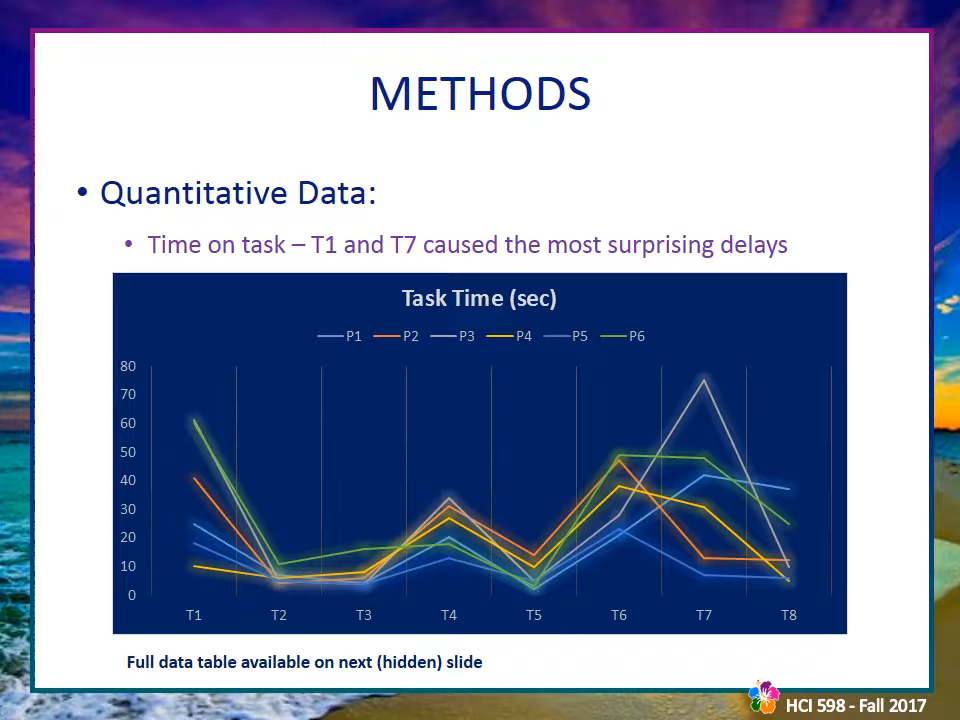 METHODS
• Quantitative Data:
• Time on task – T1 and T7 caused the most surprising delays
Task Time (sec)
P1 P2 P3 P4 P5 P6
80
70
60
50
40
30
20
10
0
T1 T2 T3 T4 T5 T6 T7 T8
Full data table available on next (hidden) slide
HCI 598 - Fall 2017